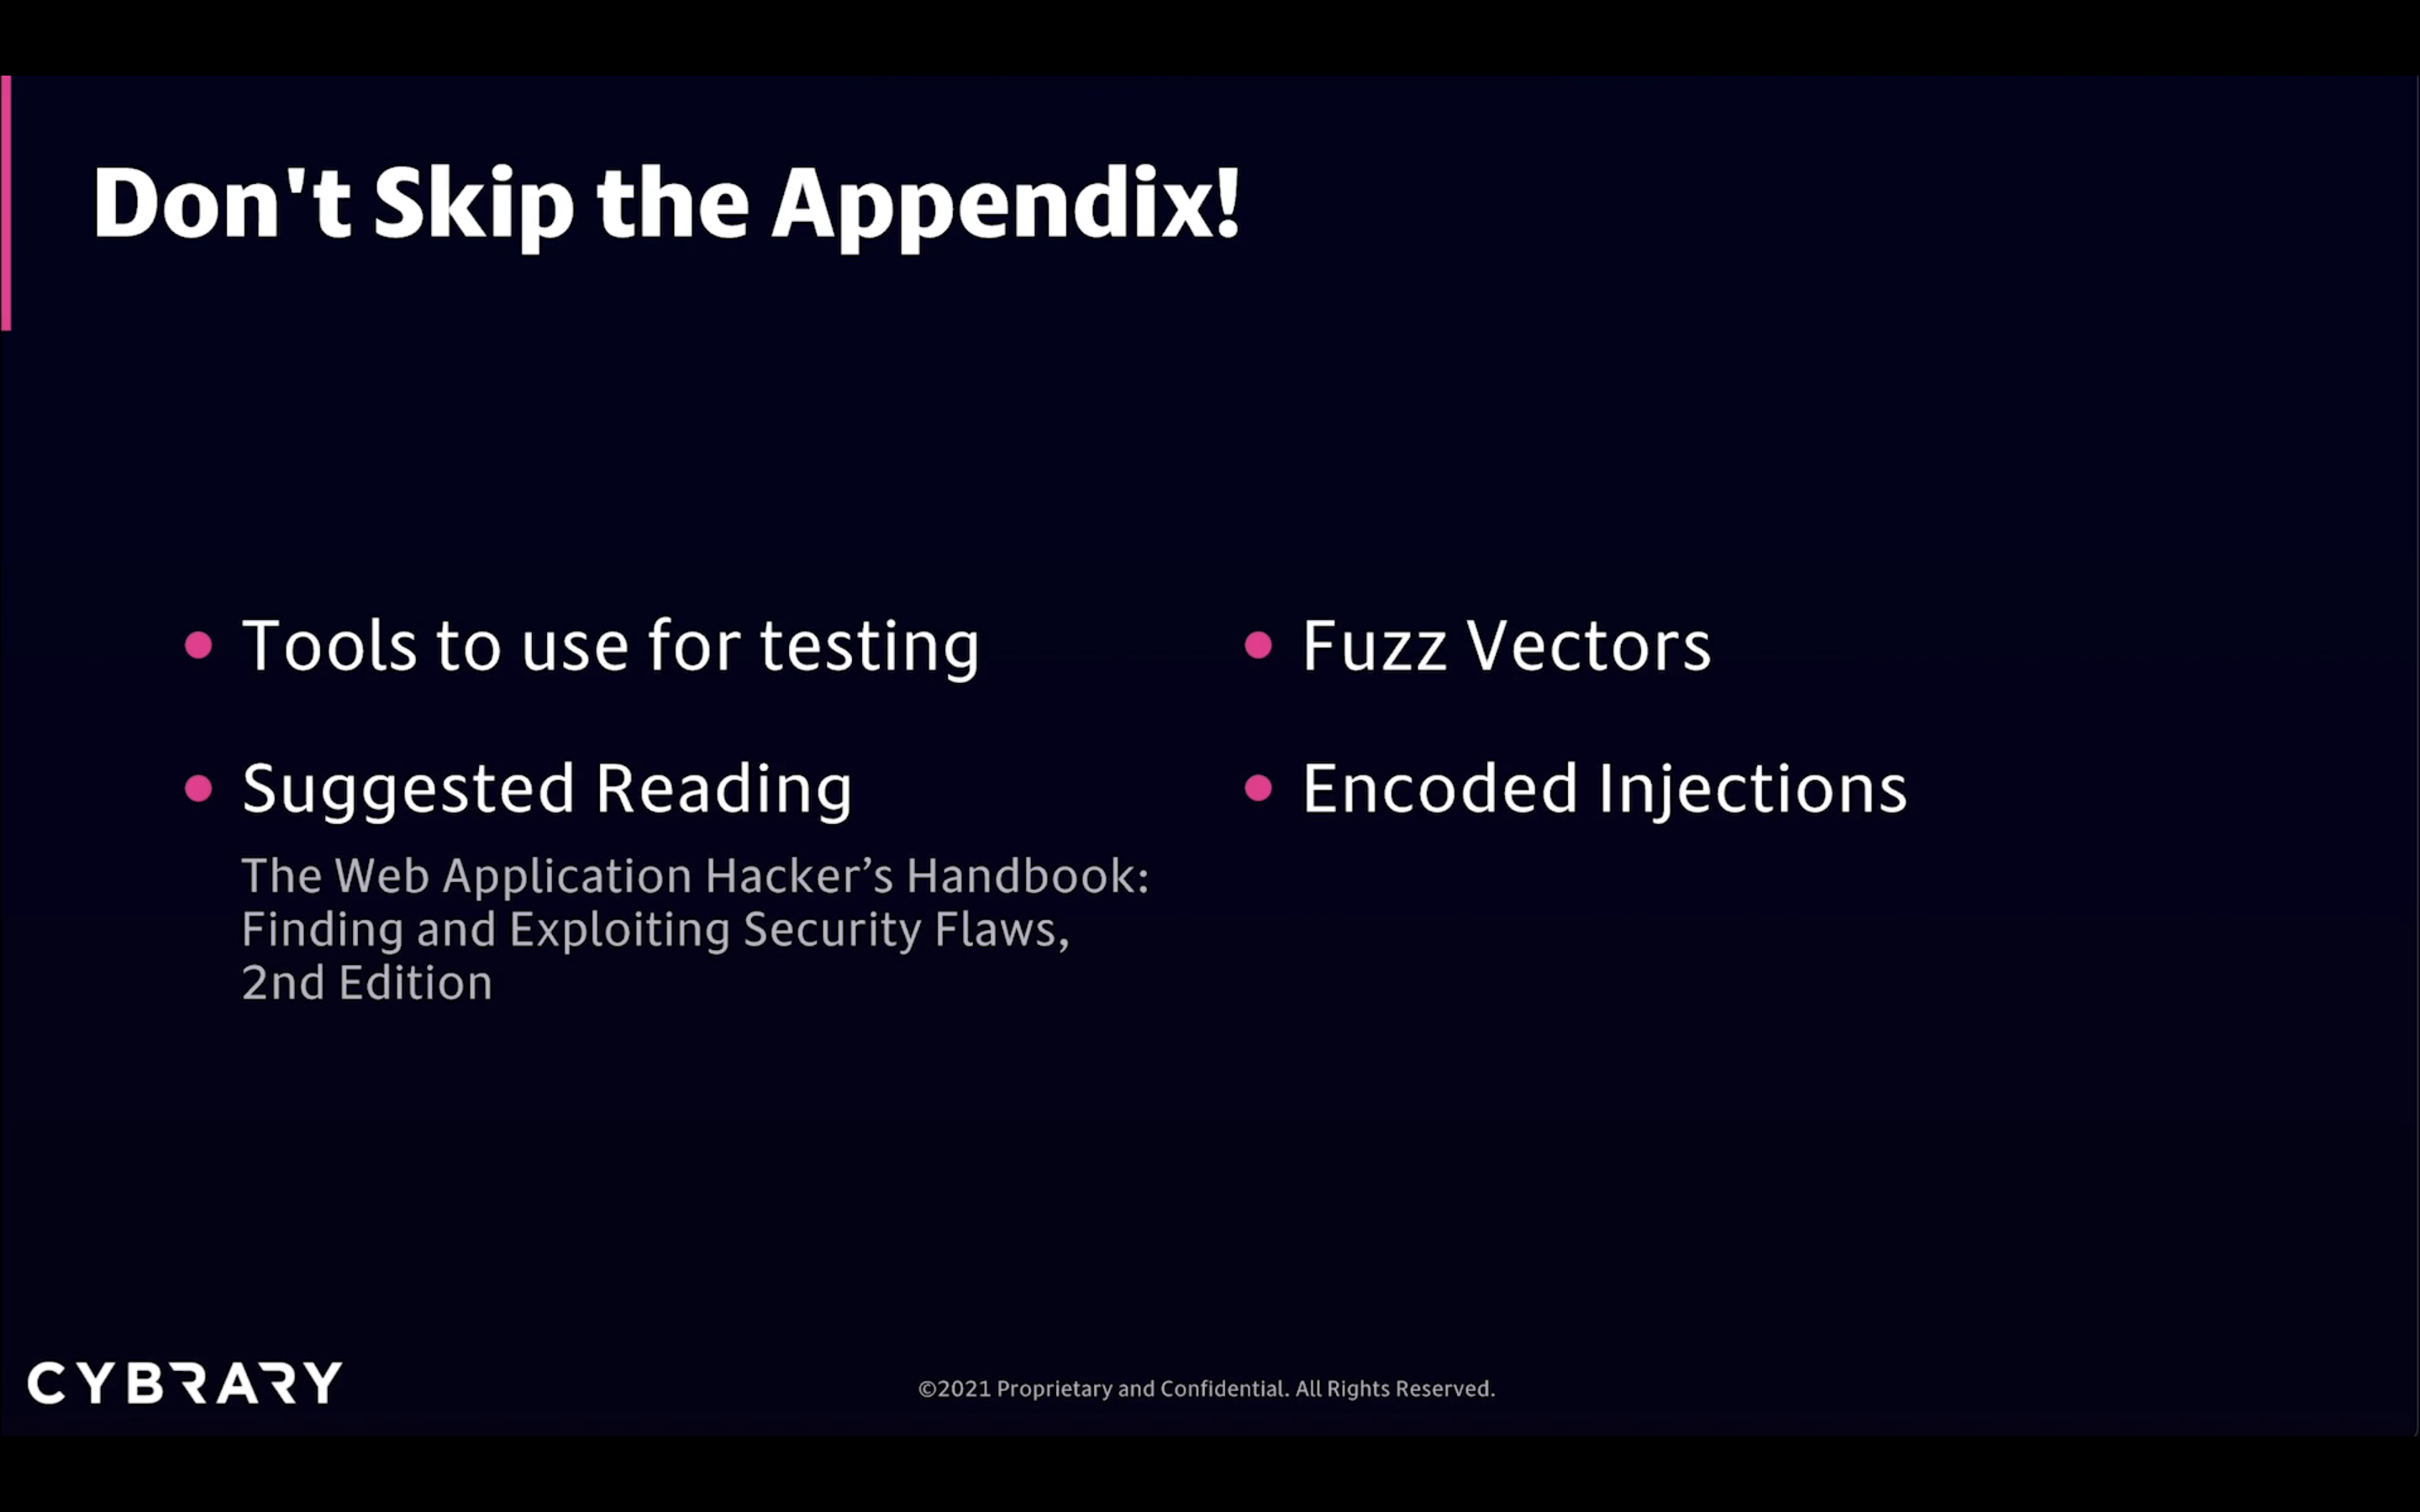 Don't Skip the Appendix!
Tools to use for testing
Suggested Reading
The Web Application Hacker’s Handbook:
Finding and Exploiting Security Flaws,
2nd Edition
Fuzz Vectors
Encoded Injections
CYBRARY
©2021 Proprietary and Confidential. All Rights Reserved.